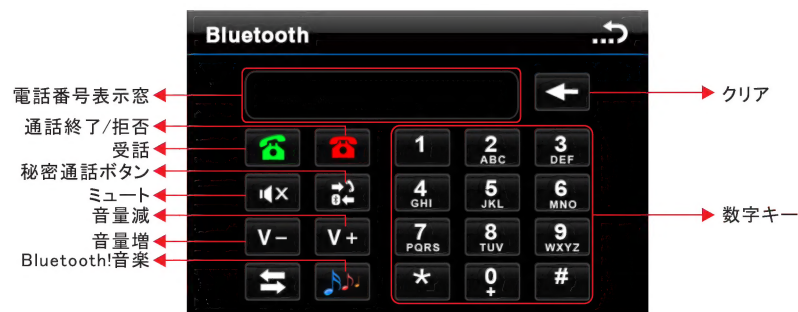 Bluetooth
電話番号表示窓
クリア
通話終了/拒否
受話
秘密通話ボタン
ミュート
音量減
音量増
Bluetooth!音楽
数字キー
1
2 ABC
3 DEF
4 GHI
5 JKL
6 MNO
V− V+
7 PQRS
8 TUV
9 WXYZ
*
0 +
#